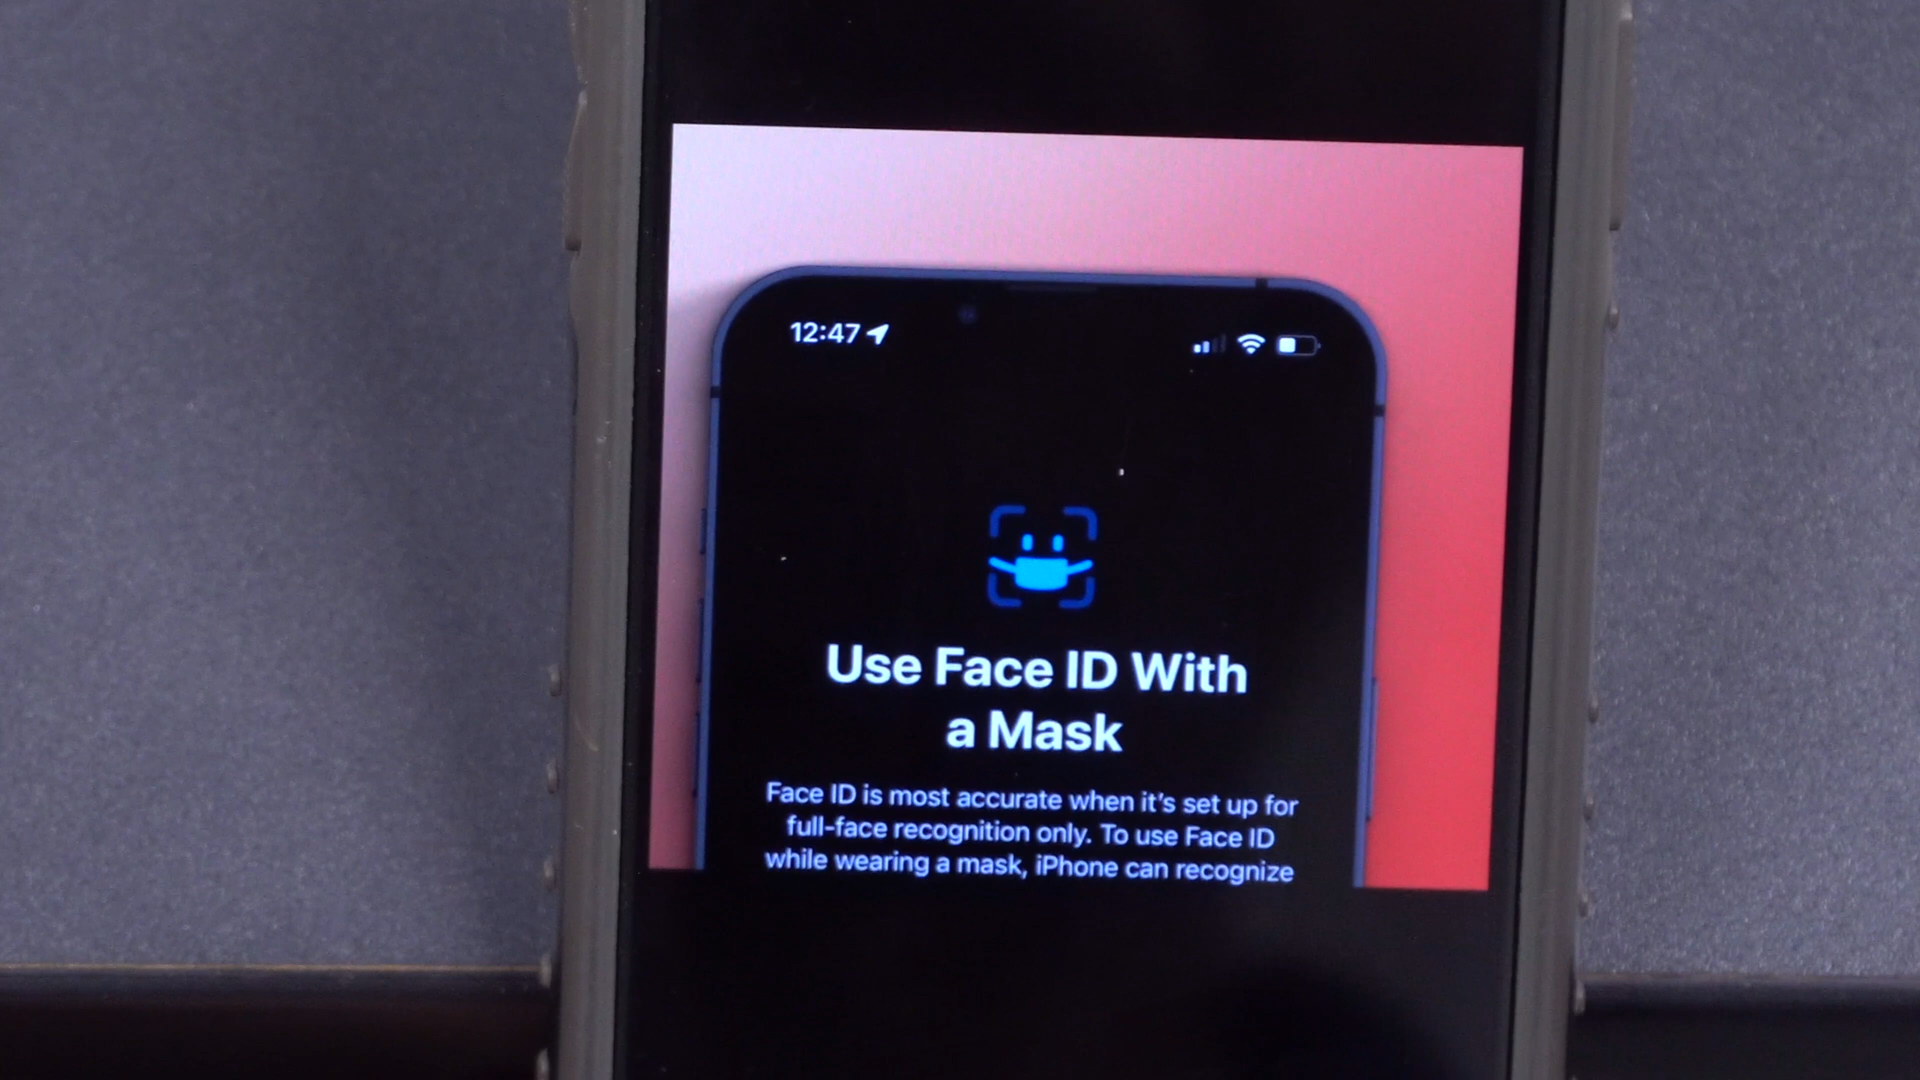 12:47
Use Face ID With
a Mask
Face ID is most accurate when it's set up for
full-face recognition only. To use Face ID
while wearing a mask, iPhone can recognize